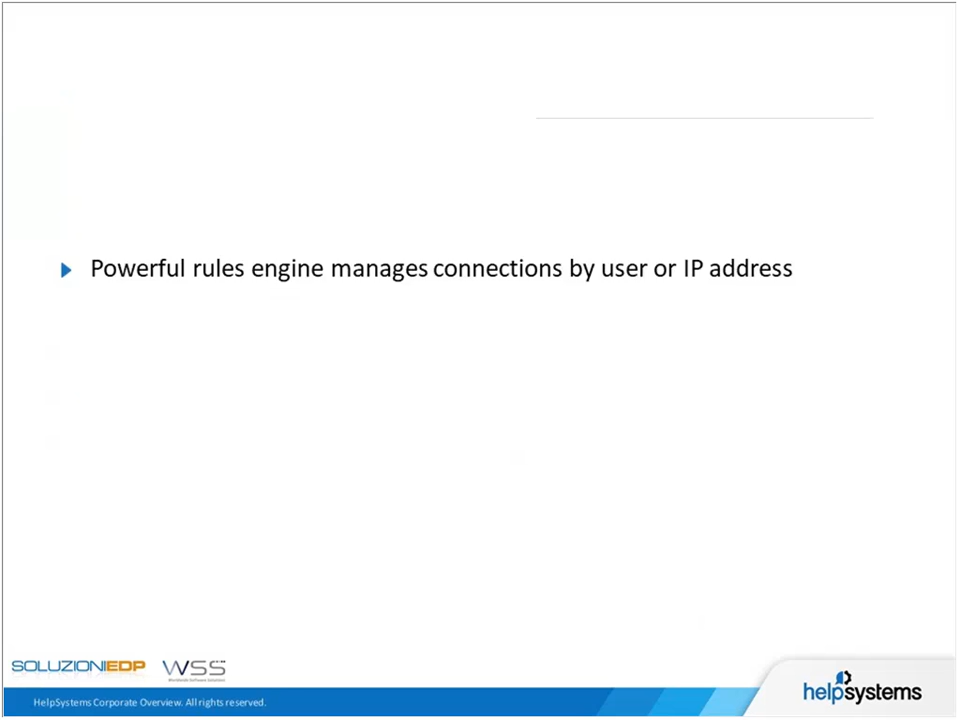 Powerful rules engine manages connections by user or IP address
SOLUZIONIEDP
WSS
Worldwide Software Solutions
HelpSystems Corporate Overview. All rights reserved.
helpsystems